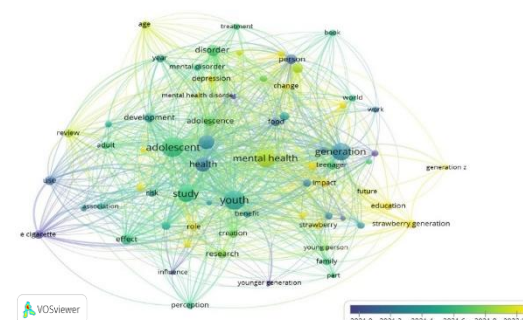 age
treatment
book
disorder
year
person
mental disorder
depression
change
mental health disorder
world
development
adolescence
food
work
review
adult
adolescent
generation
health
mental health
teenager
generation z
use
risk
study
impact
future
youth
education
association
benefit
e cigarette
role
strawberry
strawberry generation
effect
creation
young person
research
family
influence
part
younger generation
perception
VOSviewer